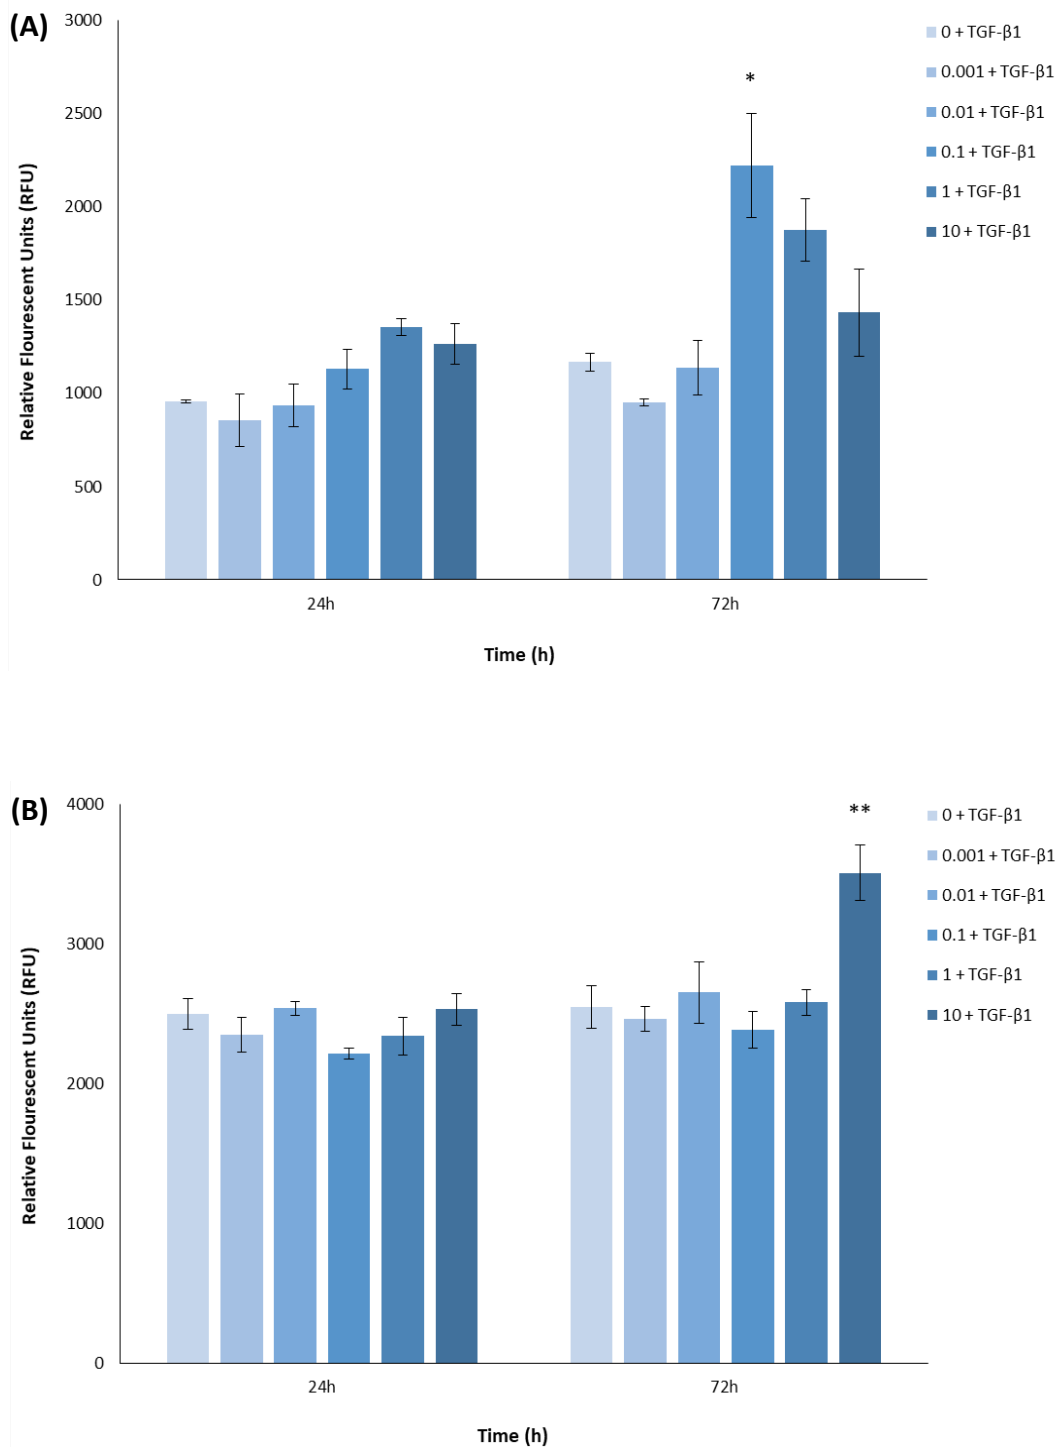 (A)
3000
2500
2000
1500
1000
500
0
Relative Flourescent Units (RFU)
*
24h
72h
Time (h)
0 + TGF-β1
0.001 + TGF-β1
0.01 + TGF-β1
0.1 + TGF-β1
1 + TGF-β1
10 + TGF-β1
(B)
4000
3000
2000
1000
0
Relative Flourescent Units (RFU)
**
24h
72h
Time (h)
0 + TGF-β1
0.001 + TGF-β1
0.01 + TGF-β1
0.1 + TGF-β1
1 + TGF-β1
10 + TGF-β1